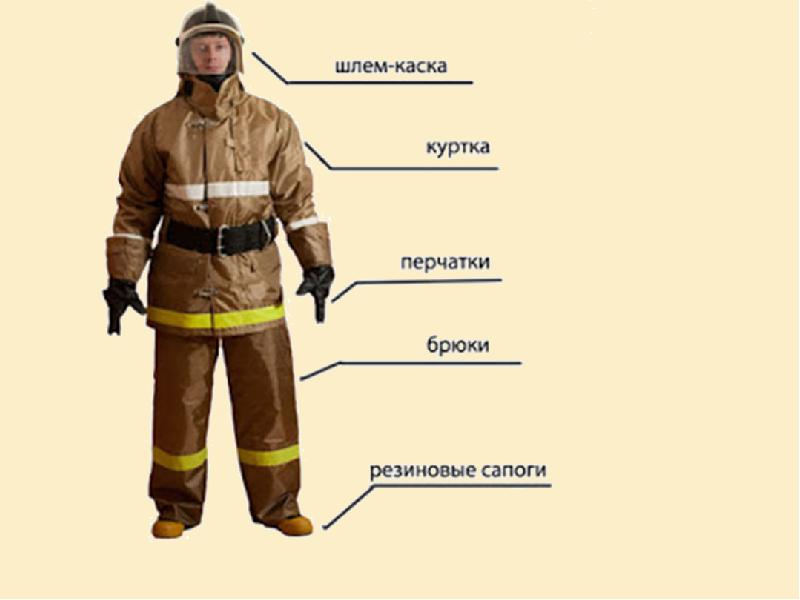 шлем-каска
куртка
перчатки
брюки
резиновые сапоги